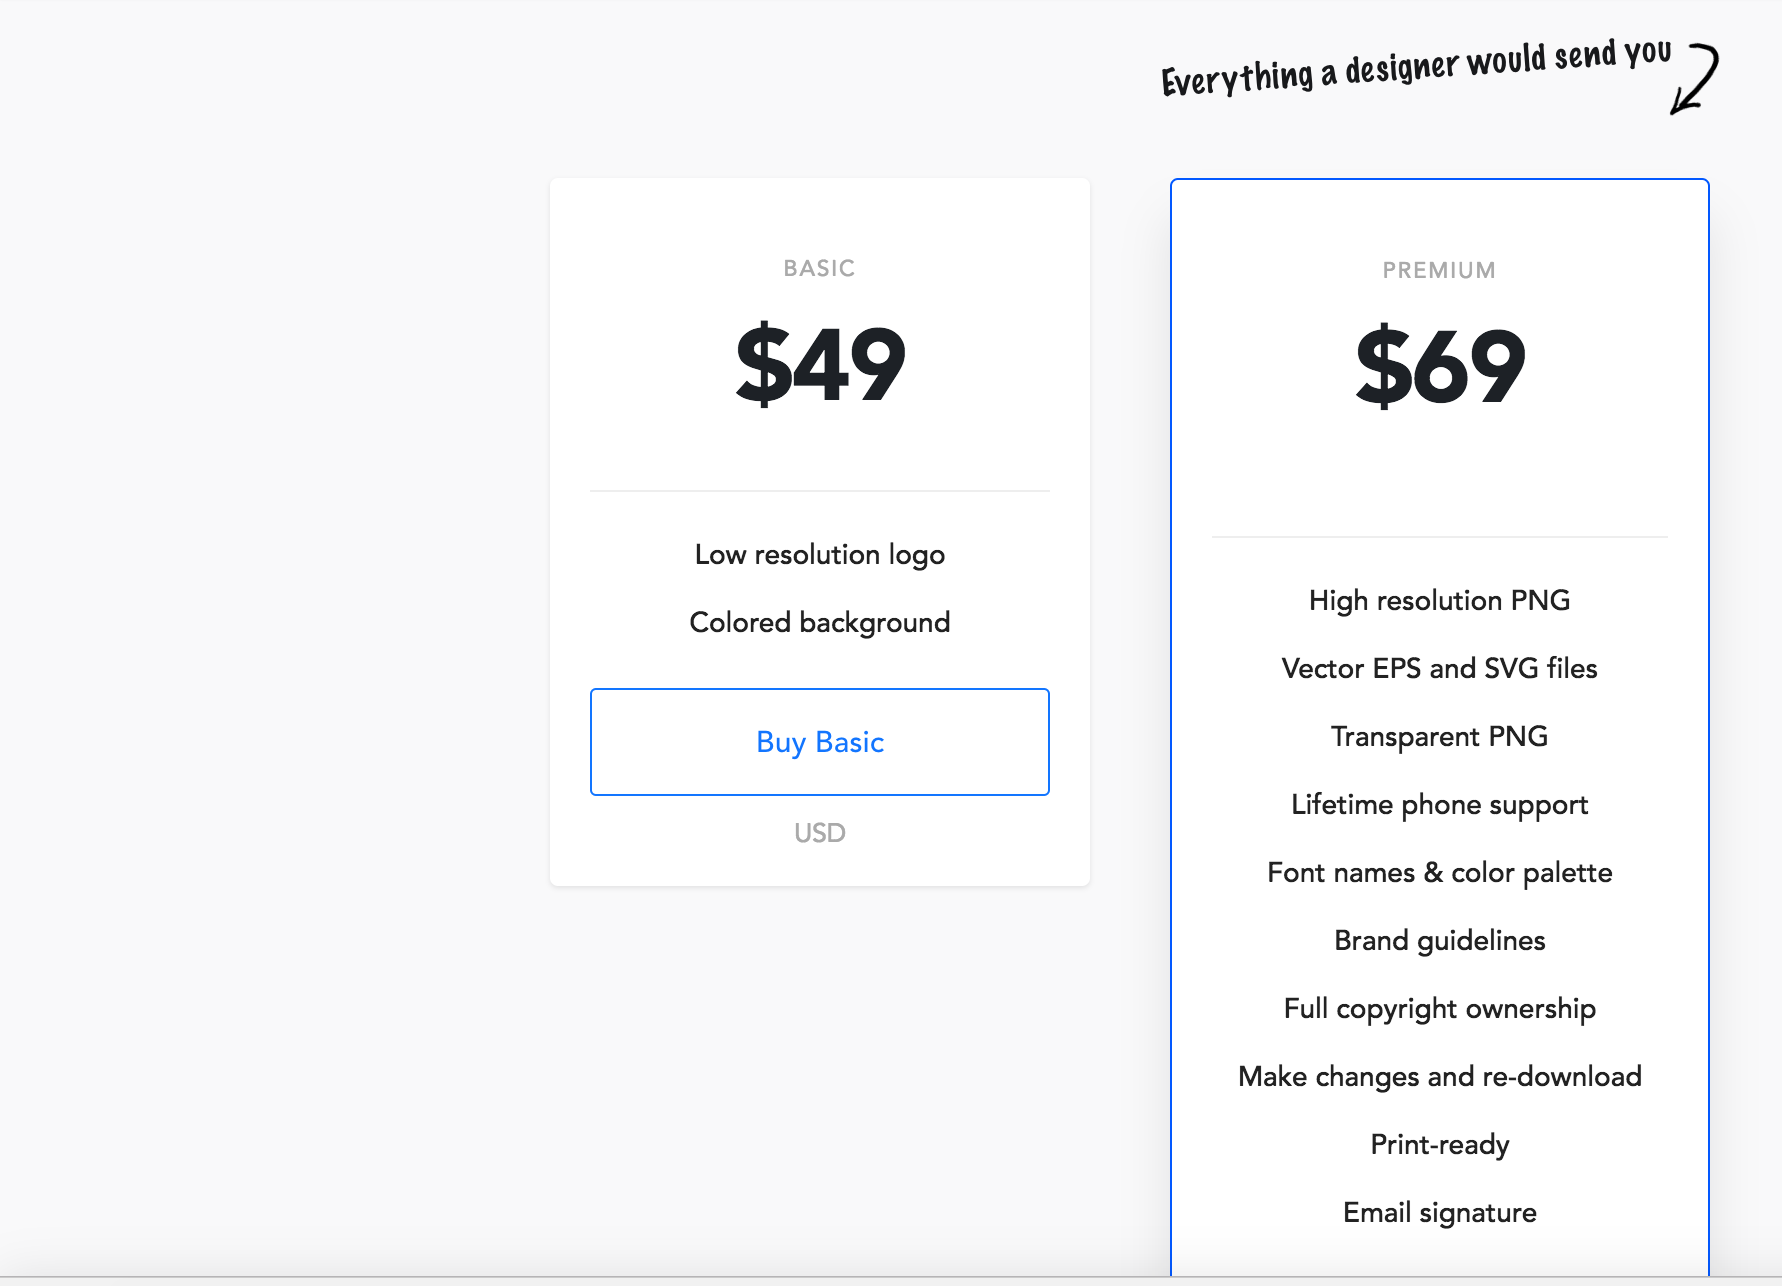 Everything a designer would send you
BASIC
$49
Low resolution logo
Colored background
Buy Basic
USD
PREMIUM
$69
High resolution PNG
Vector EPS and SVG files
Transparent PNG
Lifetime phone support
Font names & color palette
Brand guidelines
Full copyright ownership
Make changes and re-download
Print-ready
Email signature